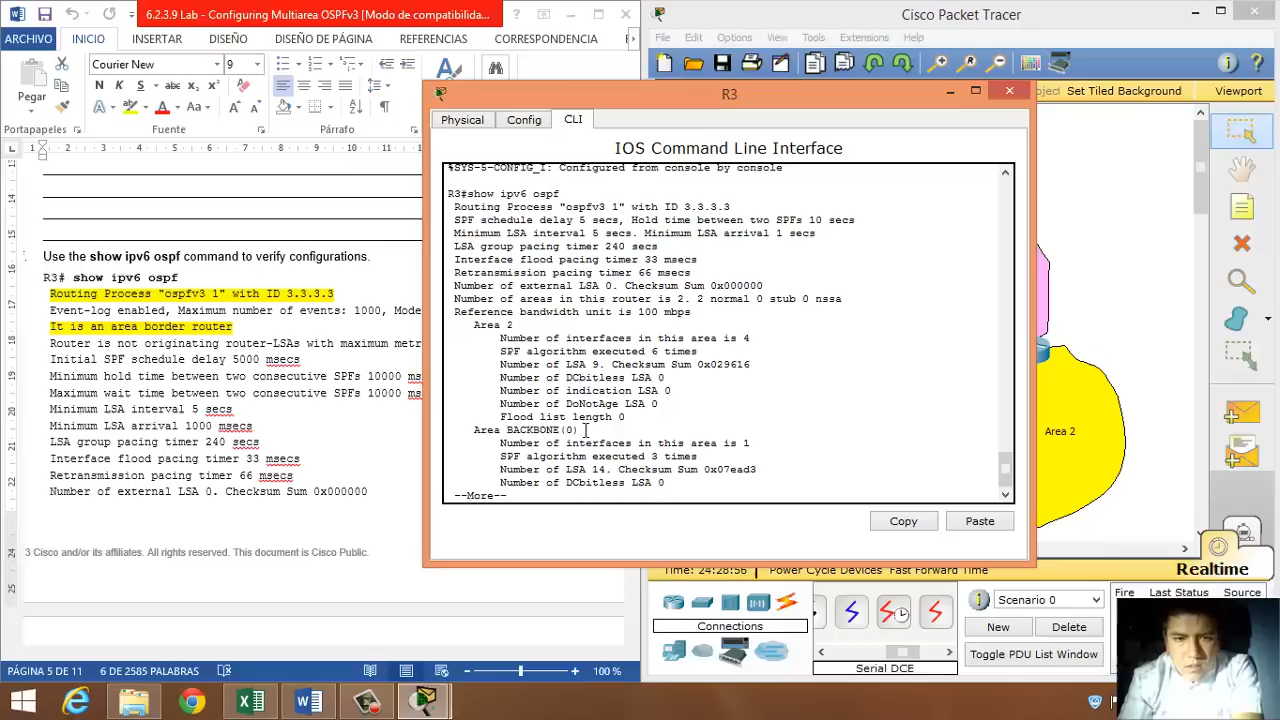 6.2.3.9 Lab - Configuring Multiarea OSPFv3 [Modo de compatibilida...
ARCHIVO INICIO INSERTAR DISEÑO DISEÑO DE PÁGINA REFERENCIAS CORRESPONDENCIA
Courier New 9
Pegar
N K S abc x₂ x²
Portapapeles Fuente Párrafo
2 3 4 5 6 7 8 9 10 11 12
Use the show ipv6 ospf command to verify configurations.
R3# show ipv6 ospf
Routing Process "ospfv3 1" with ID 3.3.3.3
Event-log enabled, Maximum number of events: 1000, Mode
It is an area border router
Router is not originating router-LSAs with maximum metr
Initial SPF schedule delay 5000 msecs
Minimum hold time between two consecutive SPFs 10000 ms
Maximum wait time between two consecutive SPFs 10000 ms
Minimum LSA interval 5 secs
Minimum LSA arrival 1000 msecs
LSA group pacing timer 240 secs
Interface flood pacing timer 33 msecs
Retransmission pacing timer 66 msecs
Number of external LSA 0. Checksum Sum 0x000000
3 Cisco and/or its affiliates. All rights reserved. This document is Cisco Public.
PÁGINA 5 DE 11 6 DE 2585 PALABRAS 100 %
Cisco Packet Tracer
File Edit Options View Tools Extensions Help
oject Set Tiled Background Viewport
R3
Physical Config CLI
IOS Command Line Interface
%SYS-5-CONFIG_I: Configured from console by console
R3#show ipv6 ospf
Routing Process "ospfv3 1" with ID 3.3.3.3
SPF schedule delay 5 secs, Hold time between two SPFs 10 secs
Minimum LSA interval 5 secs. Minimum LSA arrival 1 secs
LSA group pacing timer 240 secs
Interface flood pacing timer 33 msecs
Retransmission pacing timer 66 msecs
Number of external LSA 0. Checksum Sum 0x000000
Number of areas in this router is 2. 2 normal 0 stub 0 nssa
Reference bandwidth unit is 100 mbps
Area 2
Number of interfaces in this area is 4
SPF algorithm executed 6 times
Number of LSA 9. Checksum Sum 0x029616
Number of DCbitless LSA 0
Number of indication LSA 0
Number of DoNotAge LSA 0
Flood list length 0
Area BACKBONE(0)
Number of interfaces in this area is 1
SPF algorithm executed 3 times
Number of LSA 14. Checksum Sum 0x07ead3
Number of DCbitless LSA 0
--More--
Copy Paste
Area 2
Realtime
Time: 24:28:56 Power Cycle Devices Fast Forward Time
Connections
Serial DCE
Scenario 0
New Delete
Toggle PDU List Window
Fire Last Status Source